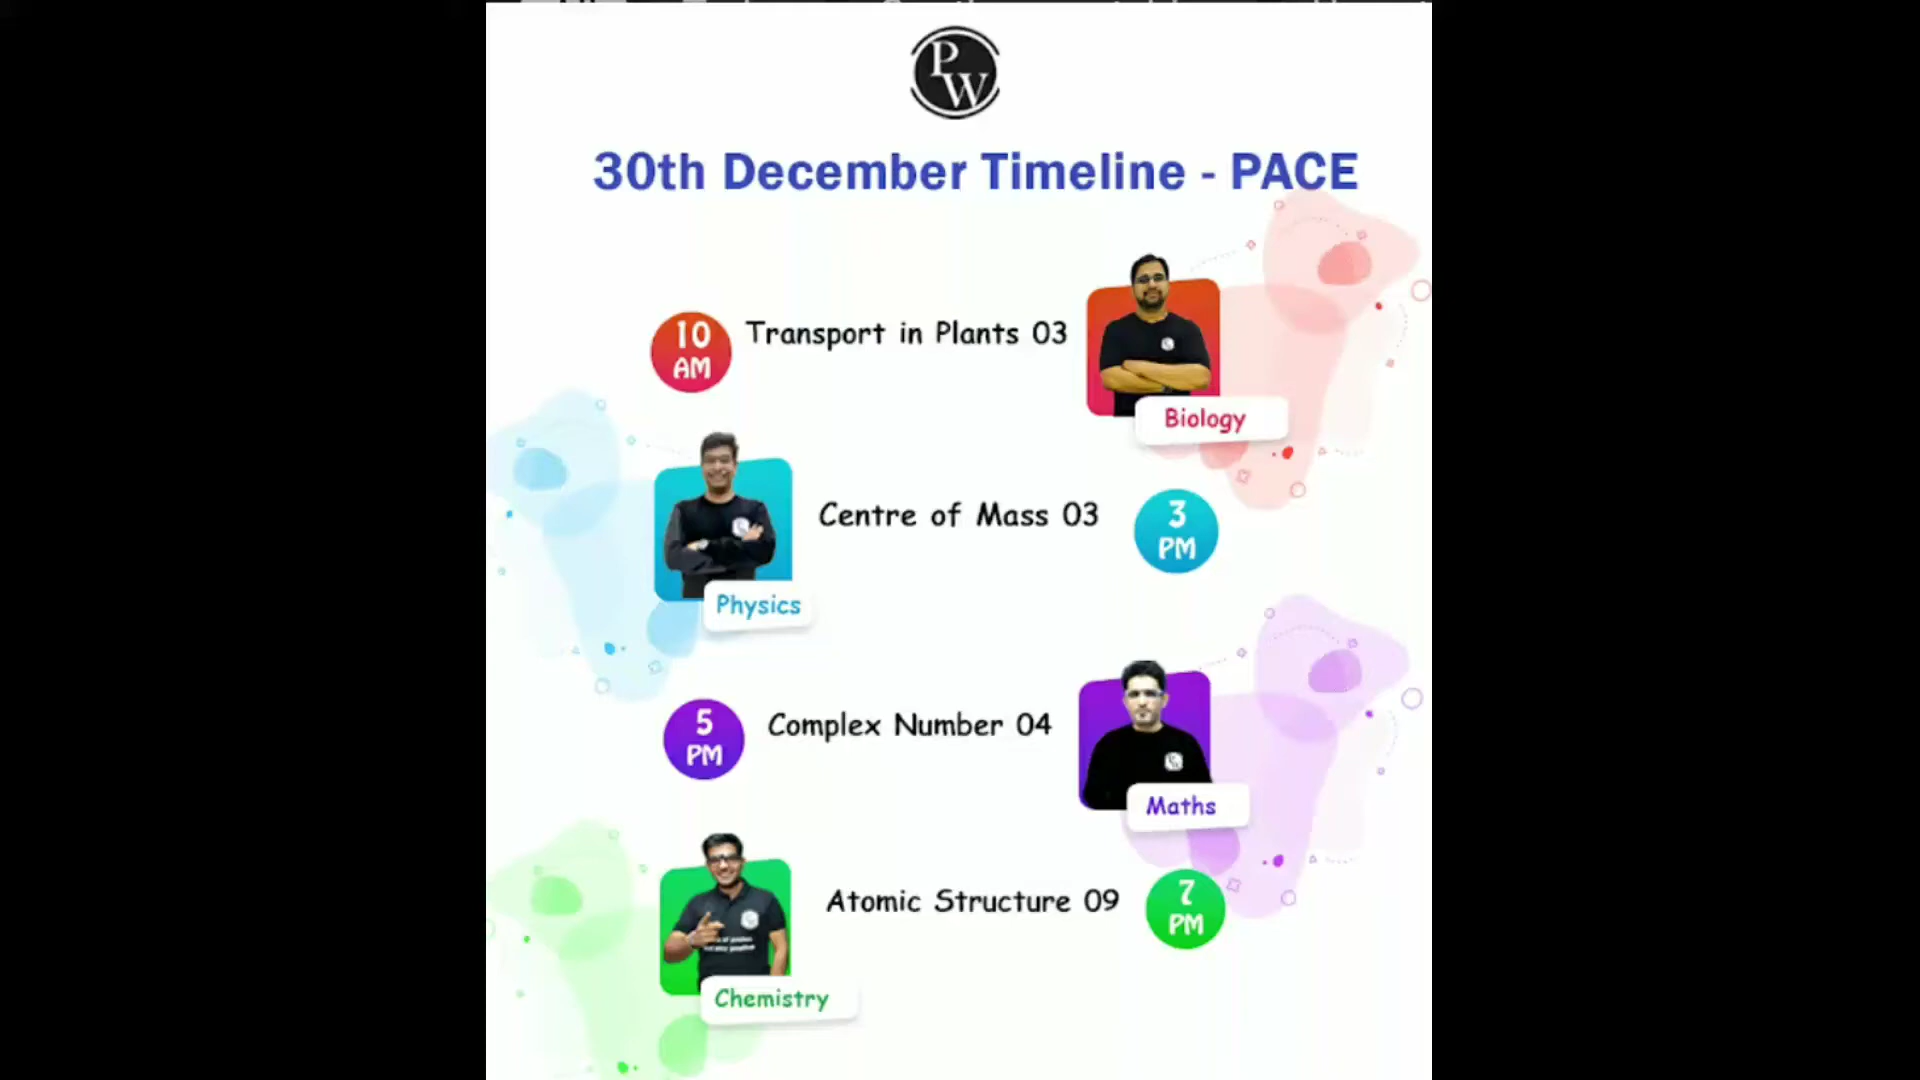 PW
30th December Timeline - PACE
10
AM
Transport in Plants 03
Biology
Centre of Mass 03
3
PM
Physics
5
PM
Complex Number 04
Maths
Atomic Structure 09
7
PM
Chemistry